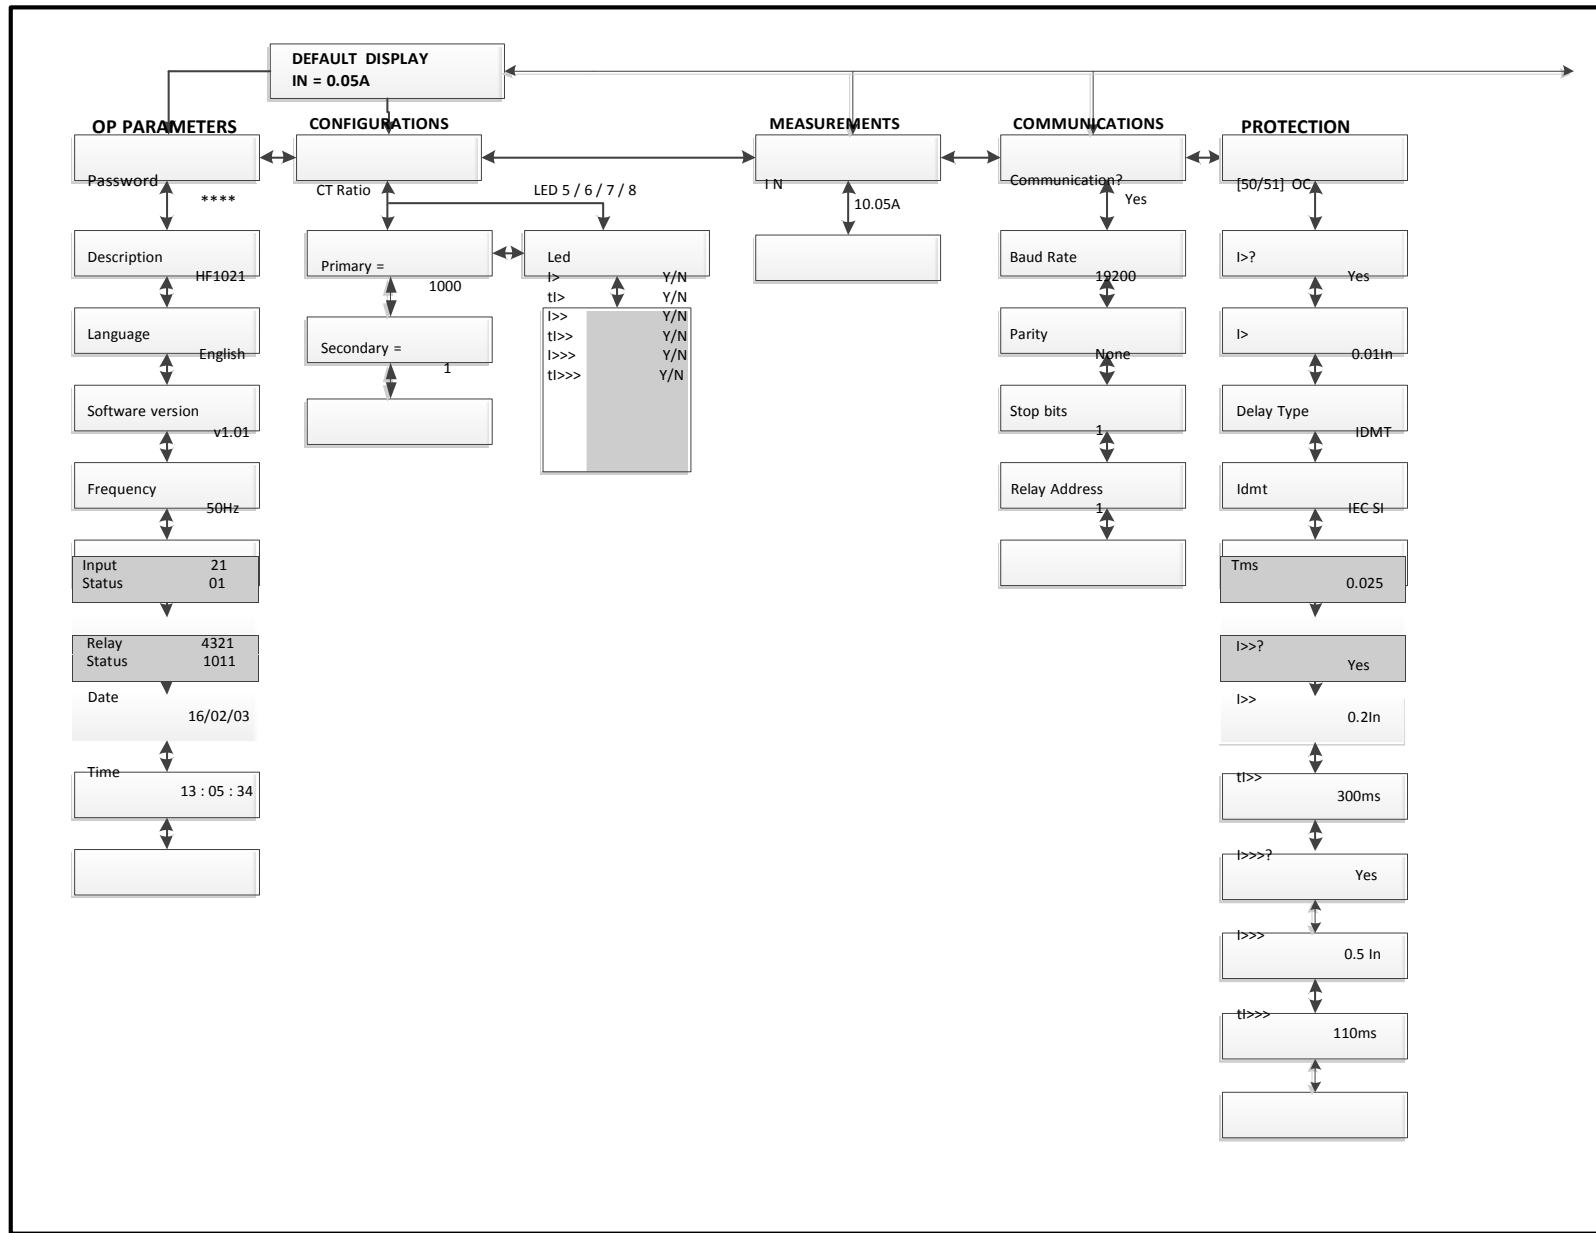 DEFAULT DISPLAY
IN = 0.05A
OP PARAMETERS
Password
****
Description
HF1021
Language
English
Software version
v1.01
Frequency
50Hz
Input 21
Status 01
Relay 4321
Status 1011
Date
16/02/03
Time
13 : 05 : 34
CONFIGURATIONS
CT Ratio
LED 5 / 6 / 7 / 8
Primary =
1000
Secondary =
1
Led
I> Y/N
tI> Y/N
I>> Y/N
tI>> Y/N
I>>> Y/N
tI>>> Y/N
MEASUREMENTS
I N
10.05A
COMMUNICATIONS
Communication?
Yes
Baud Rate
19200
Parity
None
Stop bits
1
Relay Address
1
PROTECTION
[50/51] OC
I>?
Yes
I>
0.01In
Delay Type
IDMT
Idmt
IEC SI
Tms
0.025
I>>?
Yes
I>>
0.2In
tI>>
300ms
I>>>?
Yes
I>>>
0.5 In
tI>>>
110ms